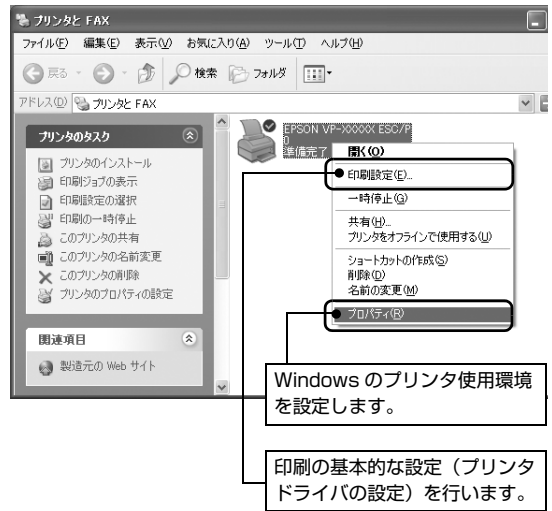 プリンタと FAX
ファイル(F) 編集(E) 表示(V) お気に入り(A) ツール(T) ヘルプ(H)
戻る 検索 フォルダ
アドレス(D) プリンタと FAX
プリンタのタスク
プリンタのインストール
印刷ジョブの表示
印刷設定の選択
印刷の一時停止
このプリンタの共有
このプリンタの名前変更
このプリンタの削除
プリンタのプロパティの設定
関連項目
製造元の Web サイト
EPSON VP-XXXXX ESC/P
0
準備完了
開く(O)
印刷設定(E)...
一時停止(G)
共有(H)...
プリンタをオフラインで使用する(U)
ショートカットの作成(S)
削除(D)
名前の変更(M)
プロパティ(R)
Windows のプリンタ使用環境
を設定します。
印刷の基本的な設定（プリンタ
ドライバの設定）を行います。